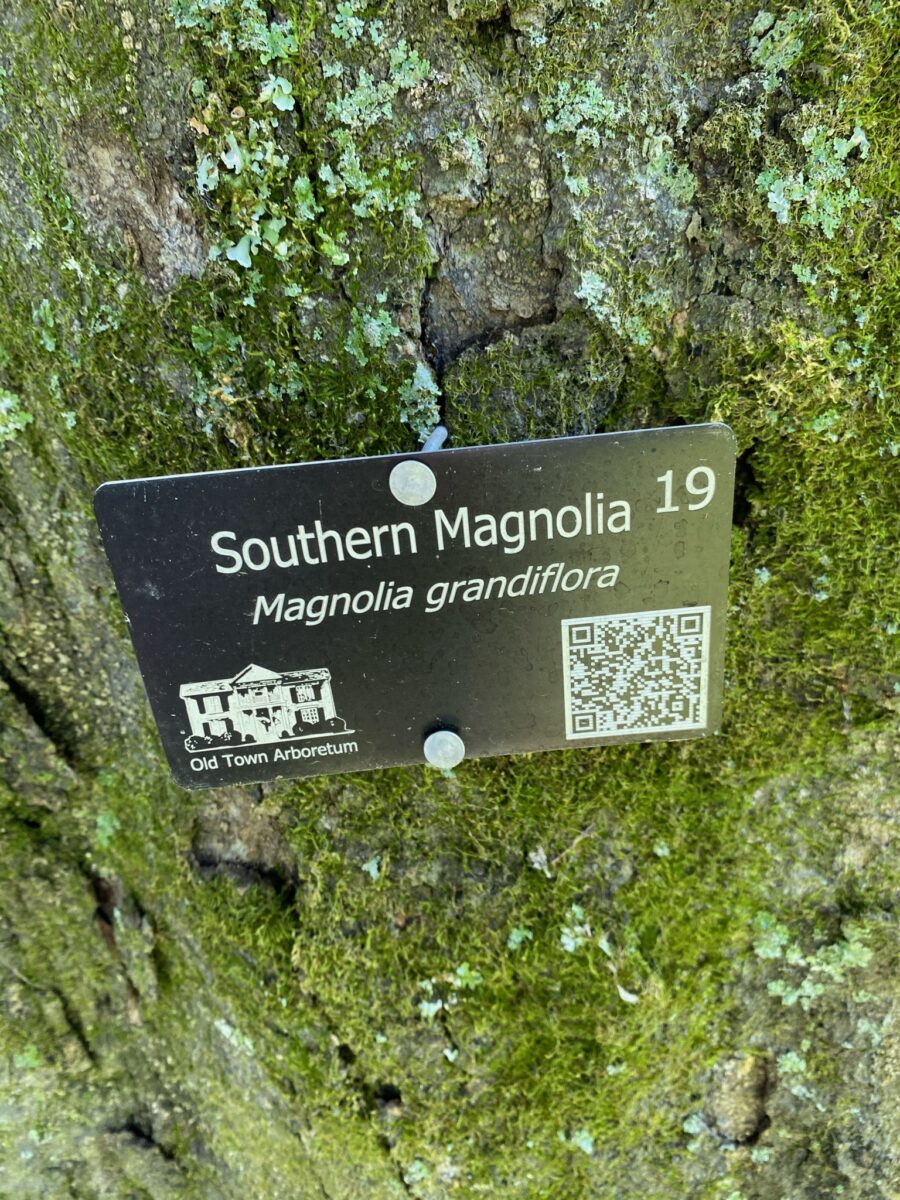 Southern Magnolia 19
Magnolia grandiflora
Old Town Arboretum